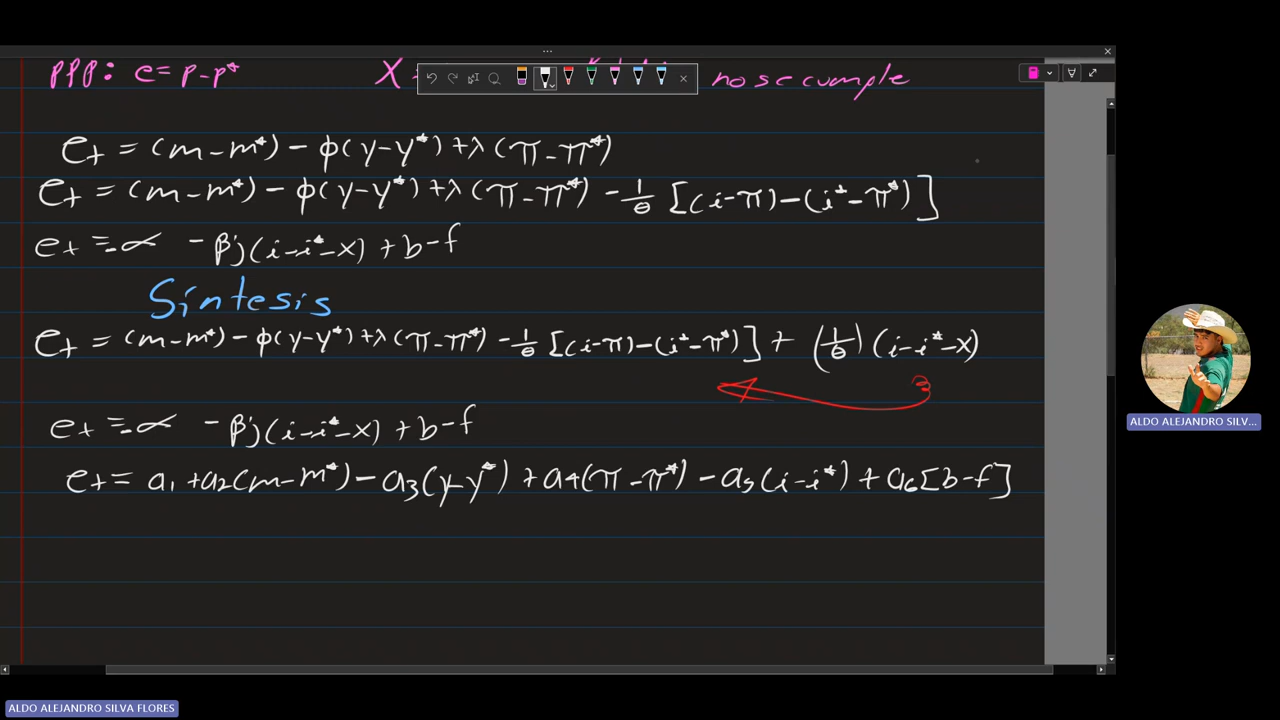 PPP: e = p-p* X no se cumple
e+ = (m-m*) - φ(y-y*) +λ(π-π*)
e+ = (m-m*) - φ(y-y*) +λ(π-π*) - 1/θ [(i-π)-(i*-π*)]
e+ = α - β')(i-i*-x) +b-f
Síntesis
e+ = (m-m*) - φ(y-y*) +λ(π-π*) - 1/θ [(i-π)-(i*-π*)] + (1/θ)(i-i*-x)
e+ = α - β')(i-i*-x) +b-f
e+ = a1 +a2(m-m*) - a3(y-y*) +a4(π-π*) - a5(i-i*) + a6[b-f]
ALDO ALEJANDRO SILV...
ALDO ALEJANDRO SILVA FLORES